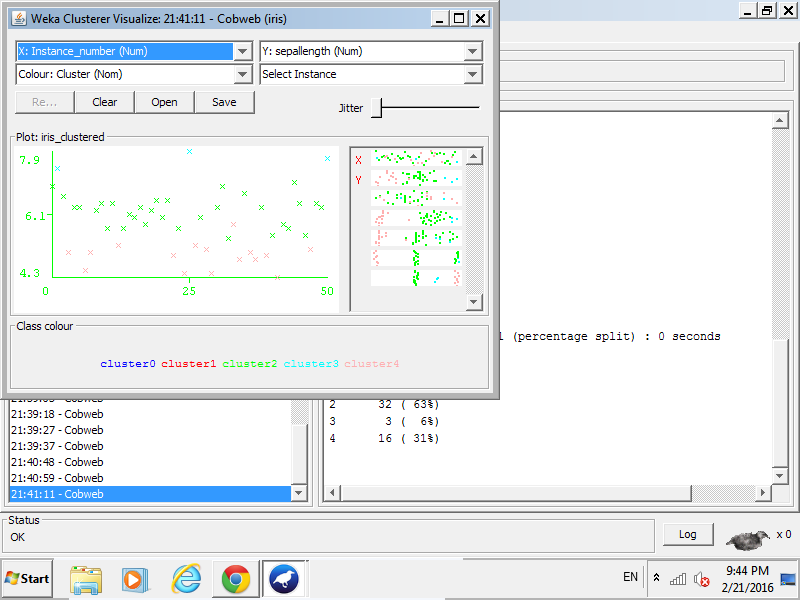 Weka Clusterer Visualize: 21:41:11 - Cobweb (iris)
X: Instance_number (Num)
Y: sepallength (Num)
Colour: Cluster (Nom)
Select Instance
Re...
Clear
Open
Save
Jitter
Plot: iris_clustered
7.9
6.1
4.3
0
25
50
X
Y
Class colour
cluster0 cluster1 cluster2 cluster3 cluster4
(percentage split) : 0 seconds
2 32 ( 63%)
3 3 ( 6%)
4 16 ( 31%)
21:39:18 - Cobweb
21:39:27 - Cobweb
21:39:37 - Cobweb
21:40:48 - Cobweb
21:40:59 - Cobweb
21:41:11 - Cobweb
Status
OK
Log
x 0
Start
EN
9:44 PM
2/21/2016